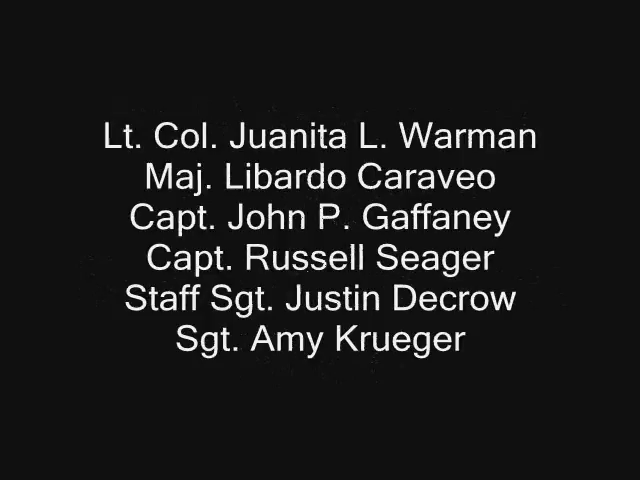 Lt. Col. Juanita L. Warman
Maj. Libardo Caraveo
Capt. John P. Gaffaney
Capt. Russell Seager
Staff Sgt. Justin Decrow
Sgt. Amy Krueger